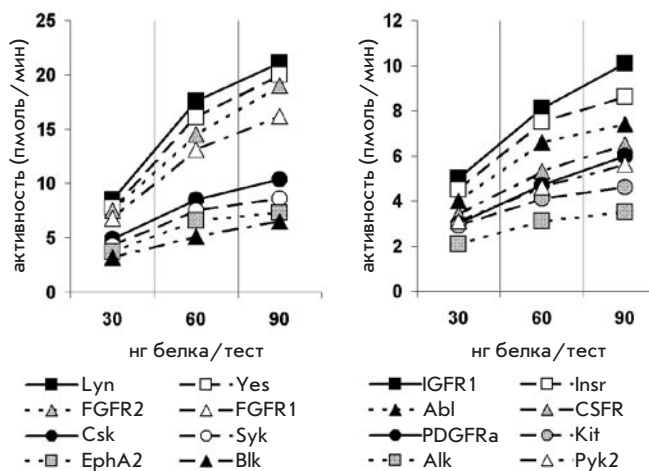 активность (пмоль/мин)
25
20
15
10
5
0
30 60 90
нг белка/тест
Lyn Yes
FGFR2 FGFR1
Csk Syk
EphA2 Blk
активность (пмоль/мин)
12
10
8
6
4
2
0
30 60 90
нг белка/тест
IGFR1 Insr
Abl CSFR
PDGFRa Kit
Alk Pyk2